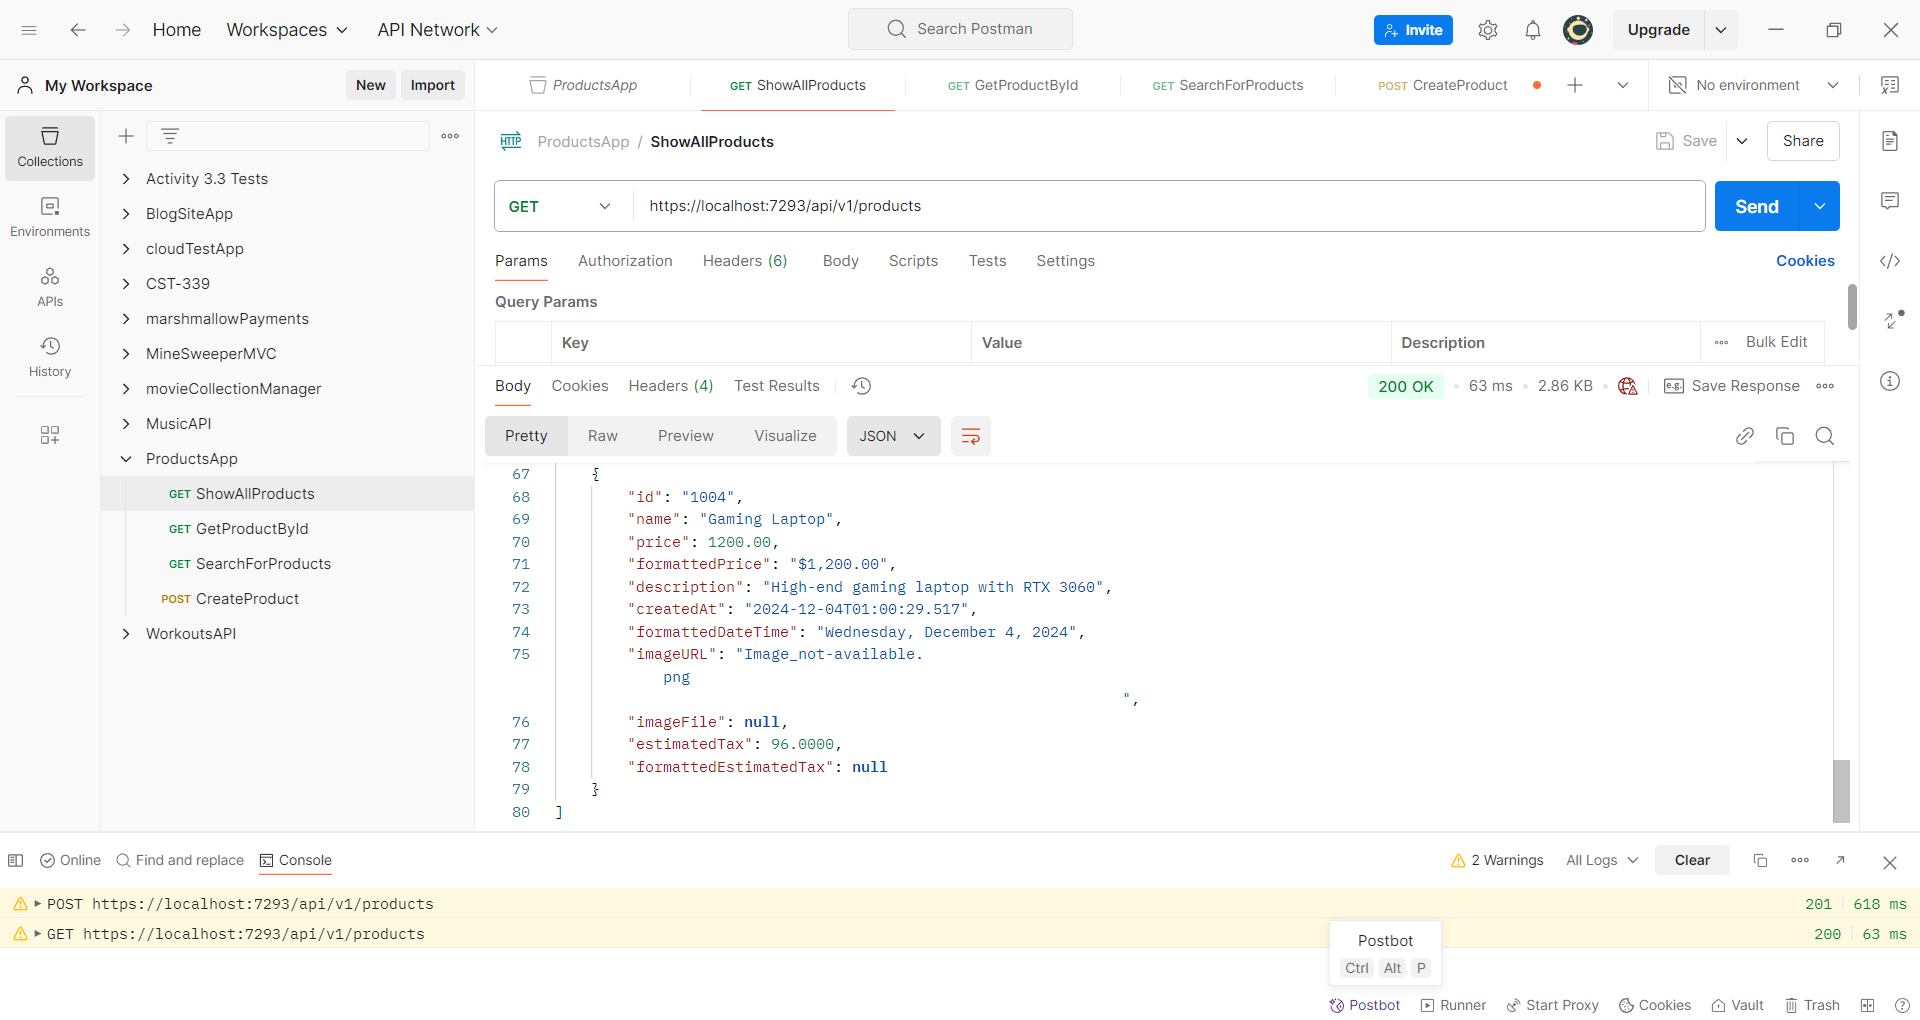 Home
Workspaces
API Network
Search Postman
Invite
Upgrade
My Workspace
New
Import
ProductsApp
GET ShowAllProducts
GET GetProductById
GET SearchForProducts
POST CreateProduct
No environment
Collections
Environments
APIs
History
Activity 3.3 Tests
BlogSiteApp
cloudTestApp
CST-339
marshmallowPayments
MineSweeperMVC
movieCollectionManager
MusicAPI
ProductsApp
GET ShowAllProducts
GET GetProductById
GET SearchForProducts
POST CreateProduct
WorkoutsAPI
HTTP ProductsApp / ShowAllProducts
Save
Share
GET
https://localhost:7293/api/v1/products
Send
Params
Authorization
Headers (6)
Body
Scripts
Tests
Settings
Cookies
Query Params
Key
Value
Description
Bulk Edit
Body
Cookies
Headers (4)
Test Results
200 OK
63 ms
2.86 KB
e.g. Save Response
Pretty
Raw
Preview
Visualize
JSON
67 {
68 "id": "1004",
69 "name": "Gaming Laptop",
70 "price": 1200.00,
71 "formattedPrice": "$1,200.00",
72 "description": "High-end gaming laptop with RTX 3060",
73 "createdAt": "2024-12-04T01:00:29.517",
74 "formattedDateTime": "Wednesday, December 4, 2024",
75 "imageURL": "Image_not-available.
png
",
76 "imageFile": null,
77 "estimatedTax": 96.0000,
78 "formattedEstimatedTax": null
79 }
80 ]
Online
Find and replace
Console
2 Warnings
All Logs
Clear
POST https://localhost:7293/api/v1/products
201
618 ms
GET https://localhost:7293/api/v1/products
200
63 ms
Postbot
Ctrl Alt P
Postbot
Runner
Start Proxy
Cookies
Vault
Trash